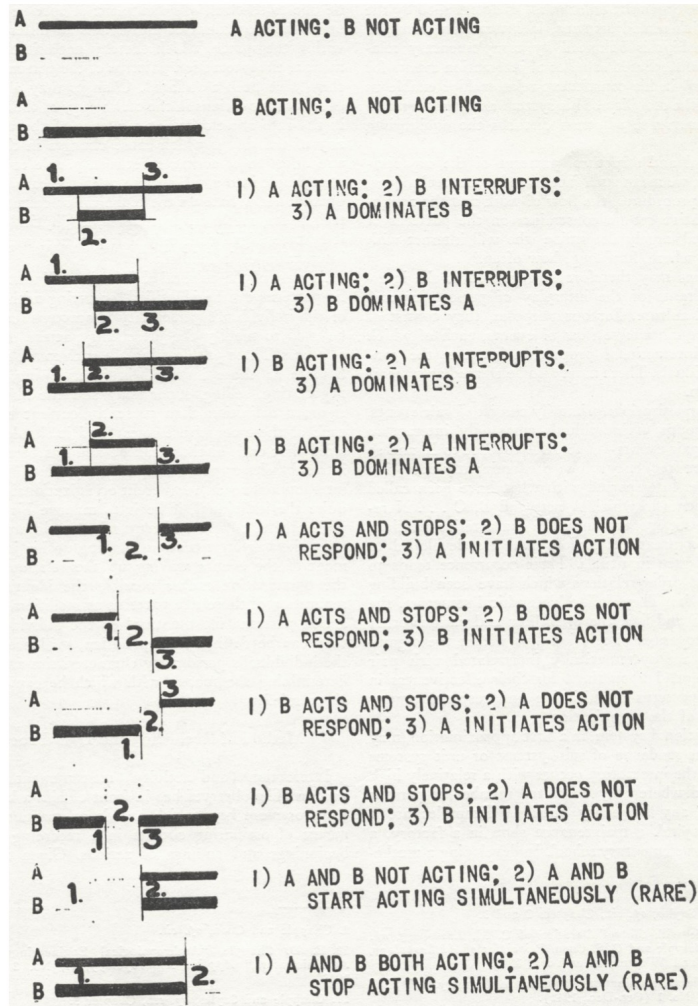 A
B
A ACTING; B NOT ACTING
A
B
B ACTING; A NOT ACTING
A 1. 3.
B 2.
1) A ACTING; 2) B INTERRUPTS;
3) A DOMINATES B
A 1.
B 2. 3.
1) A ACTING; 2) B INTERRUPTS;
3) B DOMINATES A
A
B 1. 2. 3.
1) B ACTING; 2) A INTERRUPTS;
3) A DOMINATES B
A 2.
B 1. 3.
1) B ACTING; 2) A INTERRUPTS;
3) B DOMINATES A
A
B 1. 2. 3.
1) A ACTS AND STOPS; 2) B DOES NOT
RESPOND; 3) A INITIATES ACTION
A
B 1. 2. 3.
1) A ACTS AND STOPS; 2) B DOES NOT
RESPOND; 3) B INITIATES ACTION
A 3
B 1. 2.
1) B ACTS AND STOPS; 2) A DOES NOT
RESPOND; 3) A INITIATES ACTION
A 2.
B 1 3
1) B ACTS AND STOPS; 2) A DOES NOT
RESPOND; 3) B INITIATES ACTION
A
B 1. 2.
1) A AND B NOT ACTING; 2) A AND B
START ACTING SIMULTANEOUSLY (RARE)
A
B 1. 2.
1) A AND B BOTH ACTING; 2) A AND B
STOP ACTING SIMULTANEOUSLY (RARE)